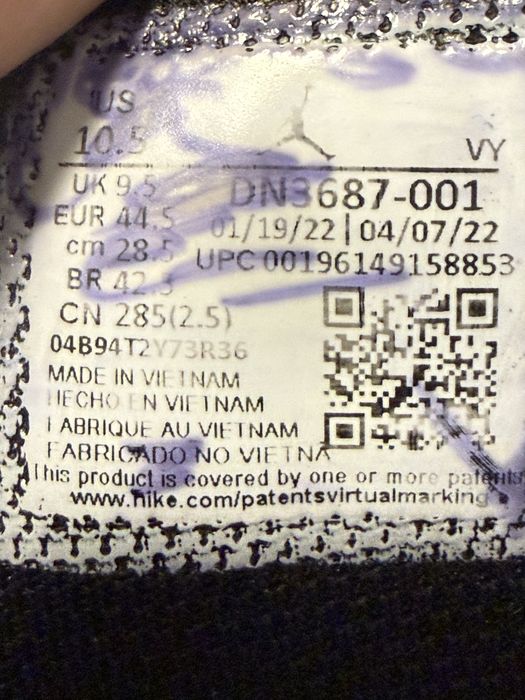 US
10.5
VY
UK 9.5
EUR 44.5
cm 28.5
BR 42.5
CN 285(2.5)
DN3687-001
01/19/22 | 04/07/22
UPC 00196149158853
04B94T2Y73R36
MADE IN VIETNAM
HECHO EN VIETNAM
FABRIQUE AU VIETNAM
FABRICADO NO VIETNA
This product is covered by one or more patents
www.nike.com/patentsvirtualmarking